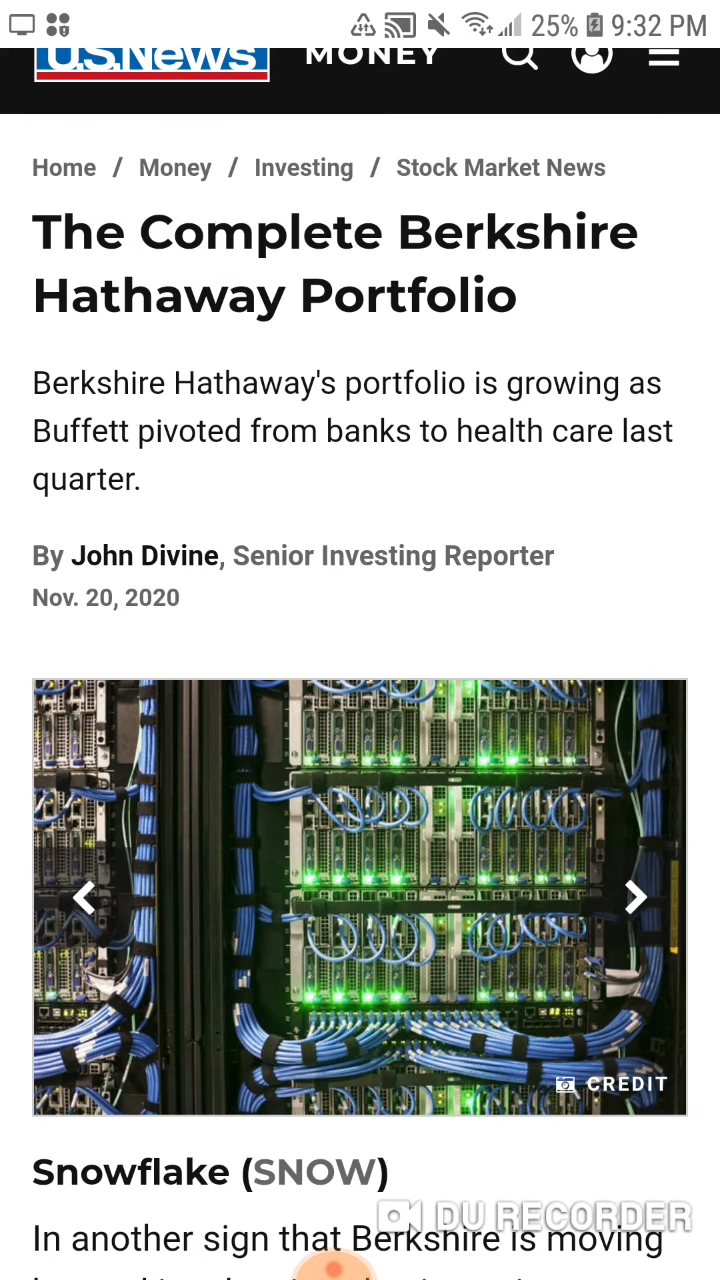 25% 9:32 PM
U.S.News MONEY
Home / Money / Investing / Stock Market News
The Complete Berkshire
Hathaway Portfolio
Berkshire Hathaway's portfolio is growing as
Buffett pivoted from banks to health care last
quarter.
By John Divine, Senior Investing Reporter
Nov. 20, 2020
CREDIT
Snowflake (SNOW)
DU RECORDER
In another sign that Berkshire is moving